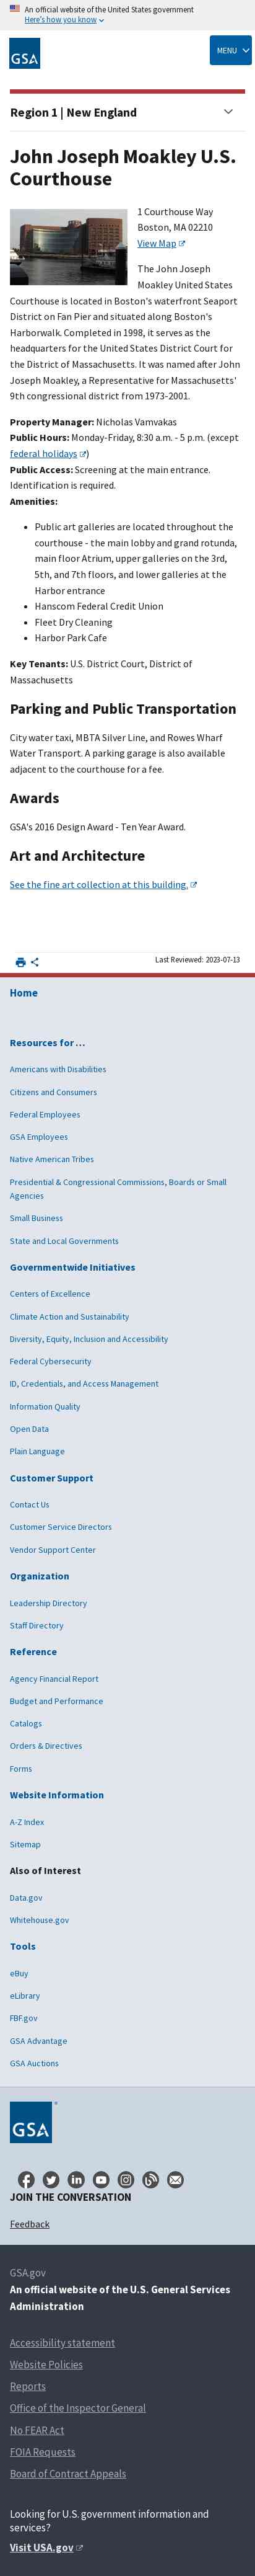 An official website of the United States government
Here's how you know
GSA
MENU
Region 1 | New England
John Joseph Moakley U.S.
Courthouse
1 Courthouse Way
Boston, MA 02210
View Map
The John Joseph
Moakley United States
Courthouse is located in Boston's waterfront Seaport
District on Fan Pier and situated along Boston's
Harborwalk. Completed in 1998, it serves as the
headquarters for the United States District Court for
the District of Massachusetts. It was named after John
Joseph Moakley, a Representative for Massachusetts'
9th congressional district from 1973-2001.
Property Manager: Nicholas Vamvakas
Public Hours: Monday-Friday, 8:30 a.m. - 5 p.m. (except
federal holidays)
Public Access: Screening at the main entrance.
Identification is required.
Amenities:
• Public art galleries are located throughout the
courthouse - the main lobby and grand rotunda,
main floor Atrium, upper elevations on the 3rd,
5th, and 7th floors, and lower galleries at the
Harbor entrance
• Hanscom Federal Credit Union
• Fleet Dry Cleaning
• Harbor Park Cafe
Key Tenants: U.S. District Court, District of
Massachusetts
Parking and Public Transportation
City water taxi, MBTA Silver Line, and Rowes Wharf
Water Transport. A parking garage is also available
adjacent to the courthouse for a fee.
Awards
GSA's 2016 Design Award - Ten Year Award.
Art and Architecture
See the fine art collection at this building.
Last Reviewed: 2023-07-13
Home
Resources for …
Americans with Disabilities
Citizens and Consumers
Federal Employees
GSA Employees
Native American Tribes
Presidential & Congressional Commissions, Boards or Small
Agencies
Small Business
State and Local Governments
Governmentwide Initiatives
Centers of Excellence
Climate Action and Sustainability
Diversity, Equity, Inclusion and Accessibility
Federal Cybersecurity
ID, Credentials, and Access Management
Information Quality
Open Data
Plain Language
Customer Support
Contact Us
Customer Service Directors
Vendor Support Center
Organization
Leadership Directory
Staff Directory
Reference
Agency Financial Report
Budget and Performance
Catalogs
Orders & Directives
Forms
Website Information
A-Z Index
Sitemap
Also of Interest
Data.gov
Whitehouse.gov
Tools
eBuy
eLibrary
FBF.gov
GSA Advantage
GSA Auctions
GSA
JOIN THE CONVERSATION
Feedback
GSA.gov
An official website of the U.S. General Services
Administration
Accessibility statement
Website Policies
Reports
Office of the Inspector General
No FEAR Act
FOIA Requests
Board of Contract Appeals
Looking for U.S. government information and
services?
Visit USA.gov